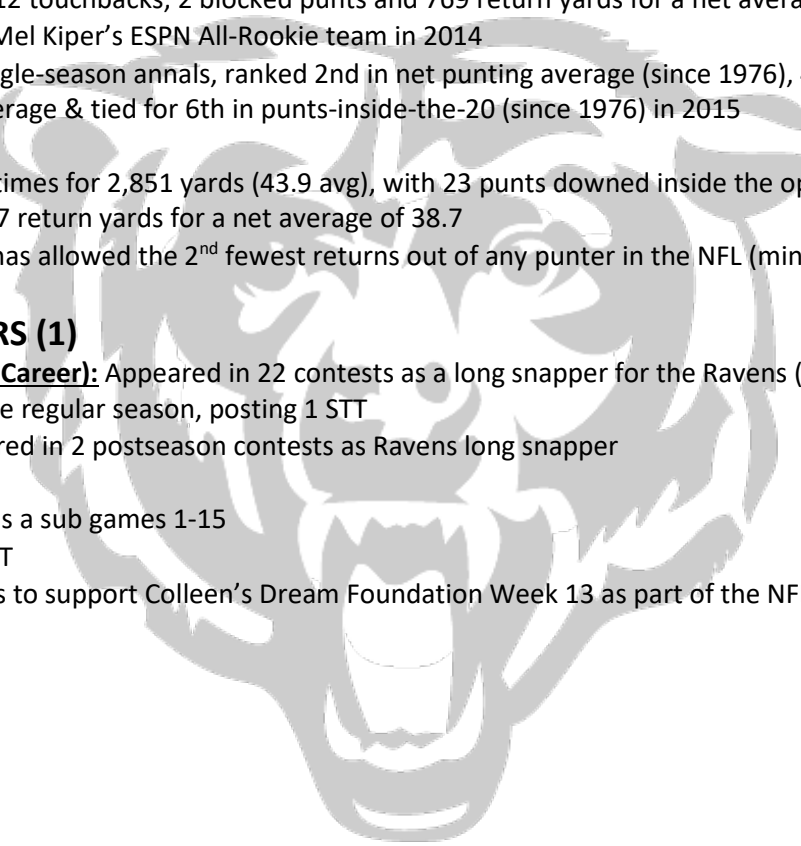 12 touchbacks, 2 blocked punts and 769 return yards for a net avera
Mel Kiper’s ESPN All-Rookie team in 2014
gle-season annals, ranked 2nd in net punting average (since 1976),
erage & tied for 6th in punts-inside-the-20 (since 1976) in 2015
times for 2,851 yards (43.9 avg), with 23 punts downed inside the op
7 return yards for a net average of 38.7
has allowed the 2nd fewest returns out of any punter in the NFL (min
RS (1)
Career): Appeared in 22 contests as a long snapper for the Ravens (
e regular season, posting 1 STT
red in 2 postseason contests as Ravens long snapper
s a sub games 1-15
T
s to support Colleen’s Dream Foundation Week 13 as part of the NF